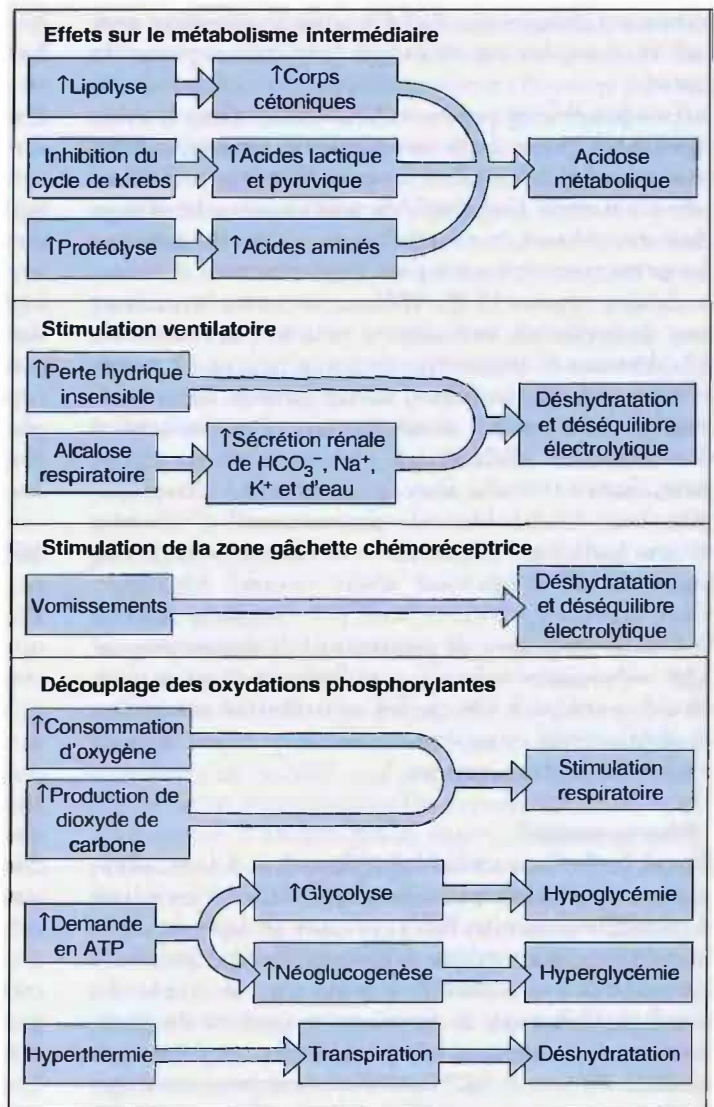 Effets sur le métabolisme intermédiaire
↑Lipolyse
↑Corps
cétoniques
Inhibition du
cycle de Krebs
↑Acides lactique
et pyruvique
Acidose
métabolique
↑Protéolyse
↑Acides aminés
Stimulation ventilatoire
↑Perte hydrique
insensible
Alcalose
respiratoire
↑Sécrétion rénale
de HCO₃⁻, Na⁺,
K⁺ et d'eau
Déshydratation
et déséquilibre
électrolytique
Stimulation de la zone gâchette chémoréceptrice
Vomissements
Déshydratation
et déséquilibre
électrolytique
Découplage des oxydations phosphorylantes
↑Consommation
d'oxygène
↑Production de
dioxyde de
carbone
Stimulation
respiratoire
↑Demande
en ATP
↑Glycolyse
Hypoglycémie
↑Néoglucogenèse
Hyperglycémie
Hyperthermie
Transpiration
Déshydratation